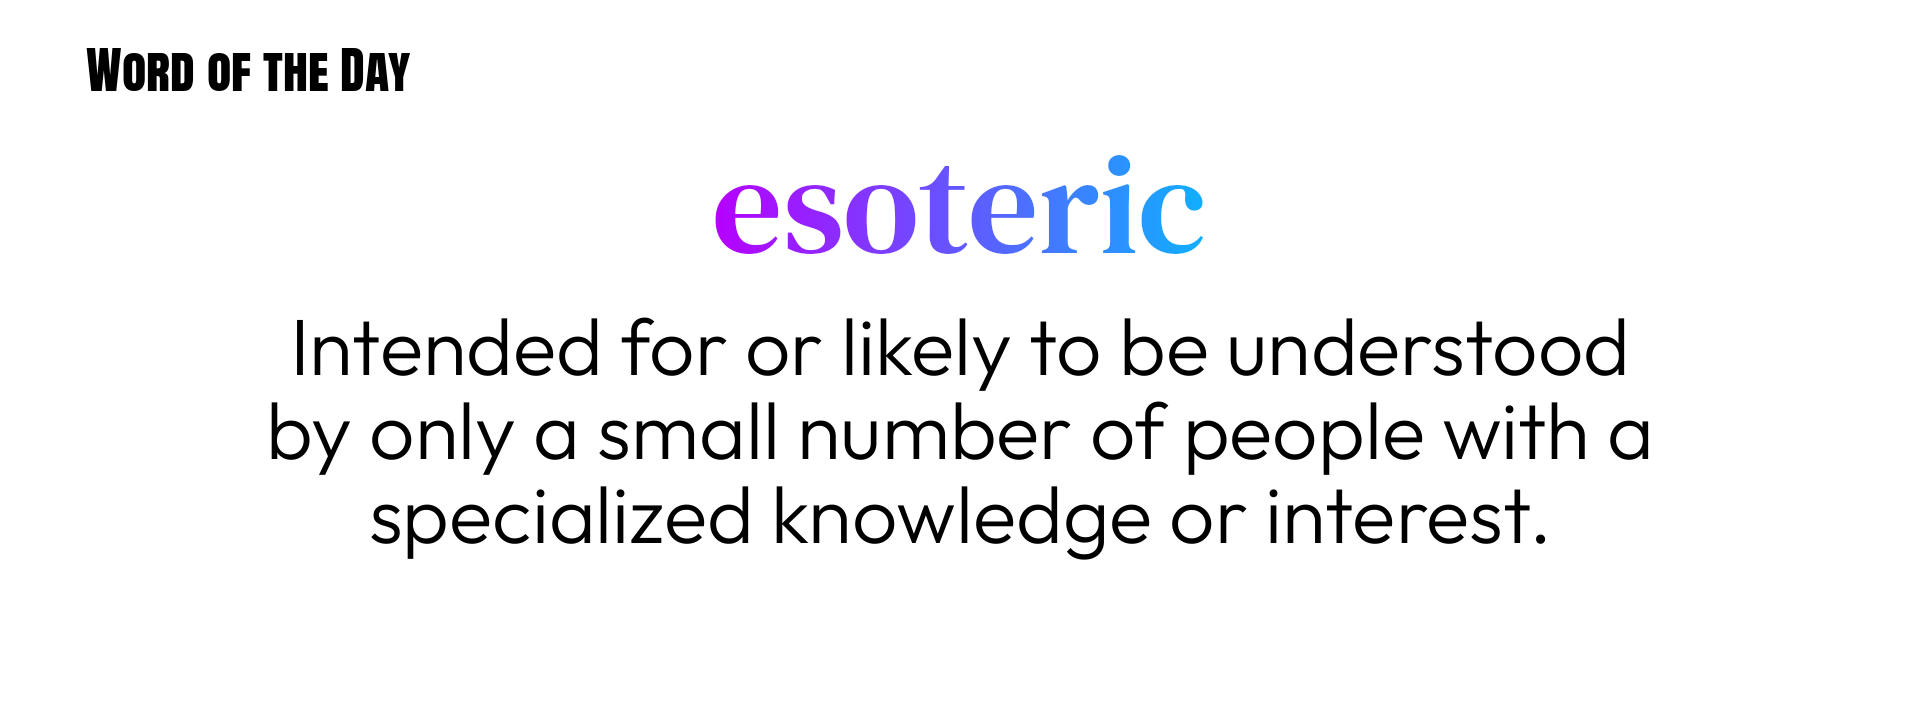 Word of the Day
esoteric
Intended for or likely to be understood
by only a small number of people with a
specialized knowledge or interest.